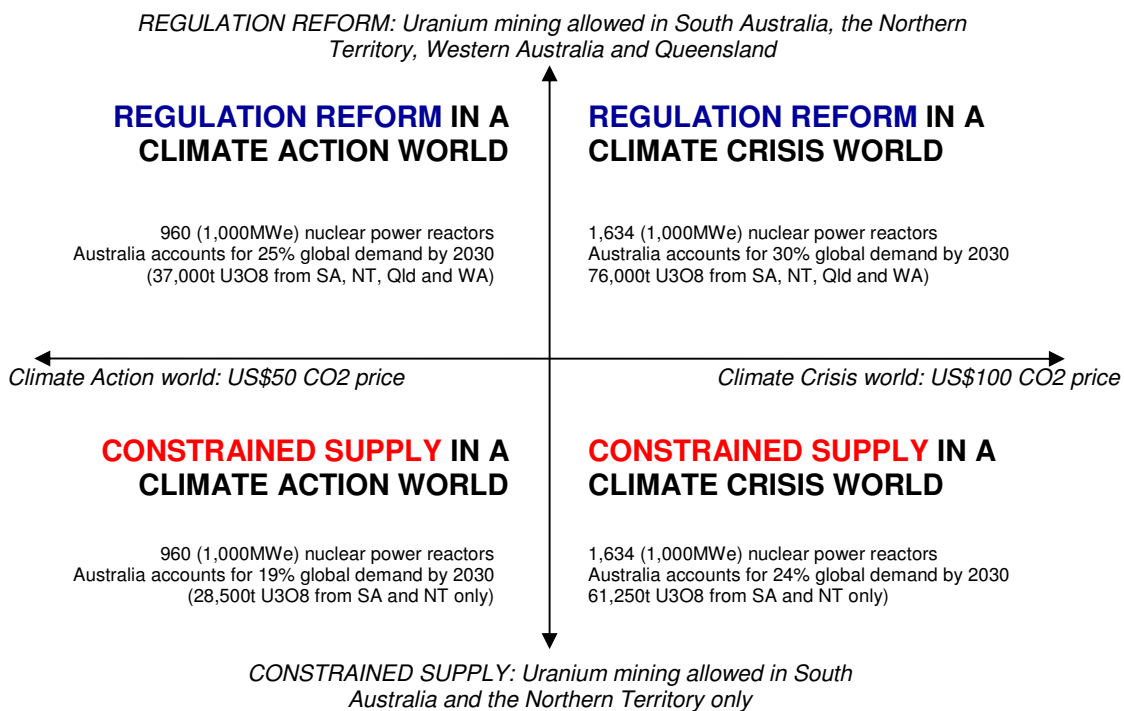 REGULATION REFORM: Uranium mining allowed in South Australia, the Northern
Territory, Western Australia and Queensland
REGULATION REFORM IN A
CLIMATE ACTION WORLD
960 (1,000MWe) nuclear power reactors
Australia accounts for 25% global demand by 2030
(37,000t U3O8 from SA, NT, Qld and WA)
REGULATION REFORM IN A
CLIMATE CRISIS WORLD
1,634 (1,000MWe) nuclear power reactors
Australia accounts for 30% global demand by 2030
76,000t U3O8 from SA, NT, Qld and WA)
Climate Action world: US$50 CO2 price
Climate Crisis world: US$100 CO2 price
CONSTRAINED SUPPLY IN A
CLIMATE ACTION WORLD
960 (1,000MWe) nuclear power reactors
Australia accounts for 19% global demand by 2030
(28,500t U3O8 from SA and NT only)
CONSTRAINED SUPPLY IN A
CLIMATE CRISIS WORLD
1,634 (1,000MWe) nuclear power reactors
Australia accounts for 24% global demand by 2030
61,250t U3O8 from SA and NT only)
CONSTRAINED SUPPLY: Uranium mining allowed in South
Australia and the Northern Territory only